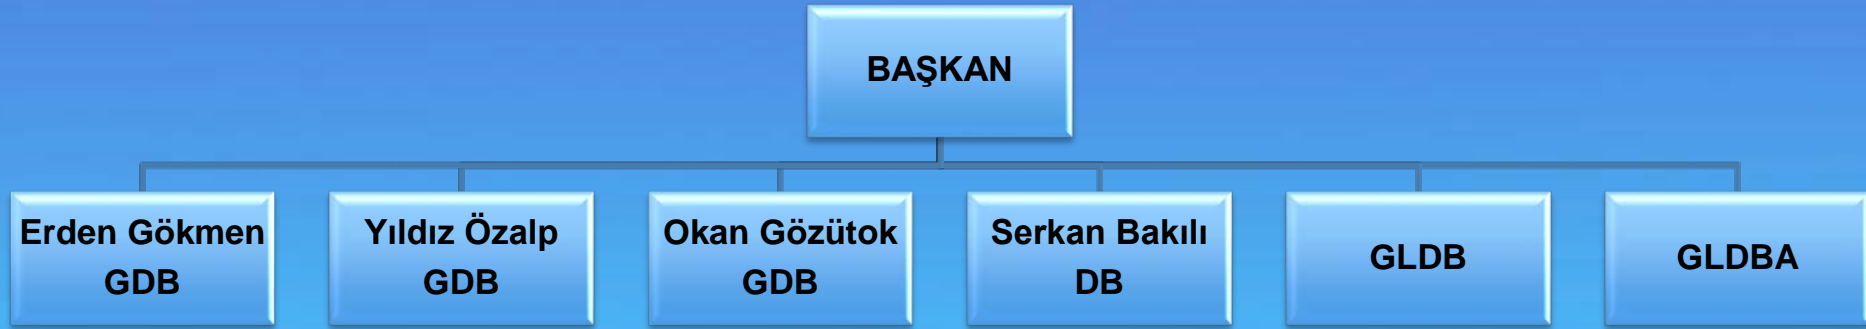 BAŞKAN
Erden Gökmen
GDB
Yıldız Özalp
GDB
Okan Gözütok
GDB
Serkan Bakılı
DB
GLDB
GLDBA